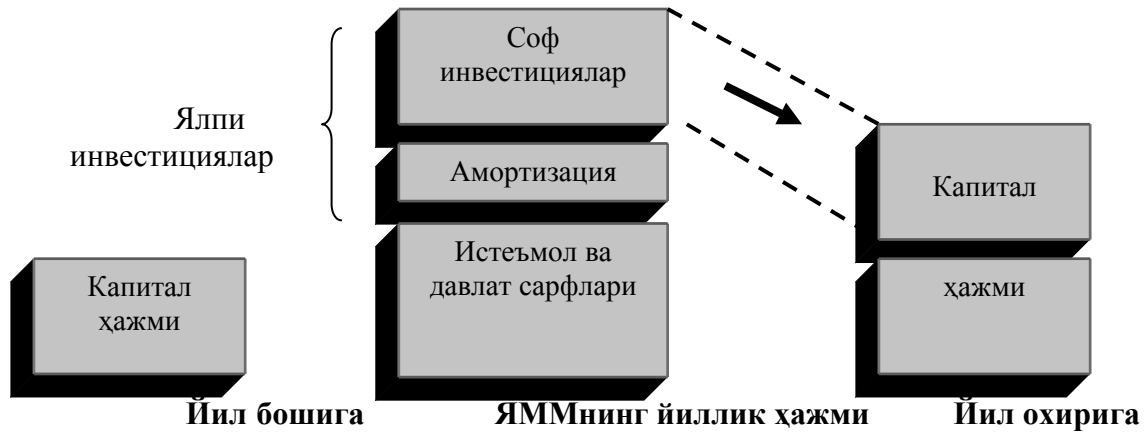 Соф
инвестициялар
Ялпи
инвестициялар
Амортизация
Капитал
Истеъмол ва
давлат сарфлари
Капитал
ҳажми
ҳажми
Йил бошига ЯММнинг йиллик ҳажми Йил охирига